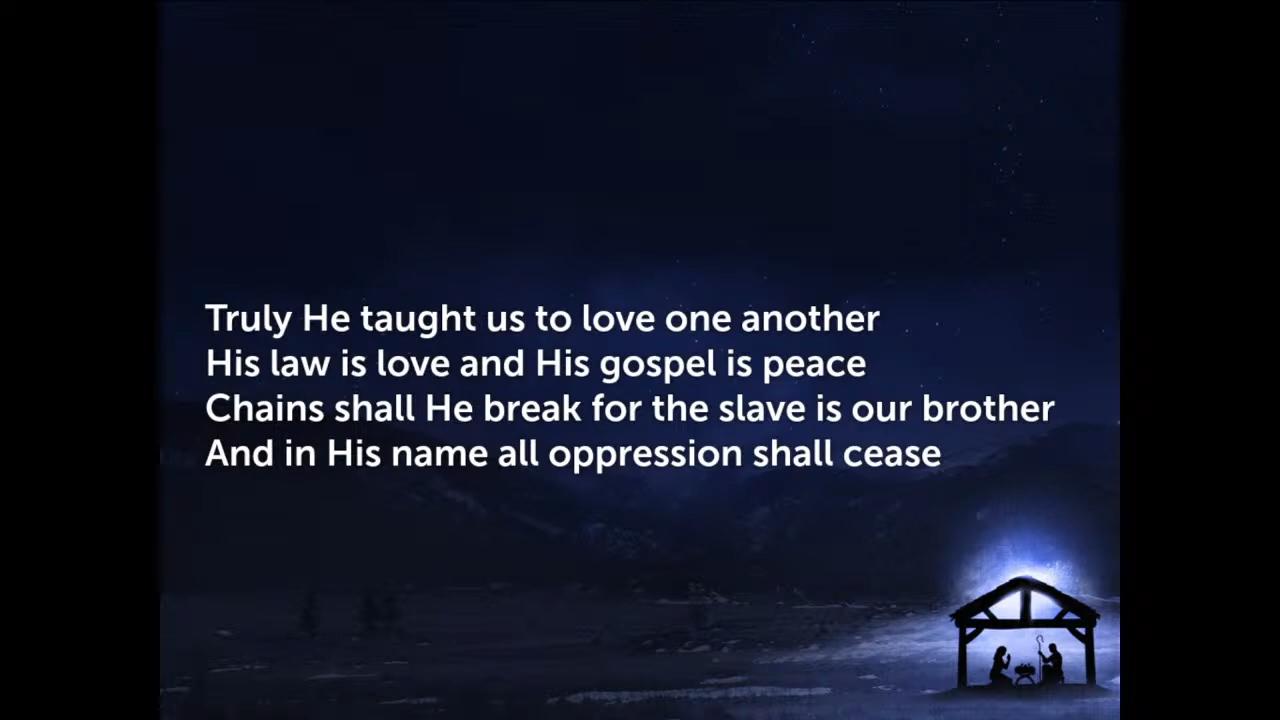 Truly He taught us to love one another
His law is love and His gospel is peace
Chains shall He break for the slave is our brother
And in His name all oppression shall cease